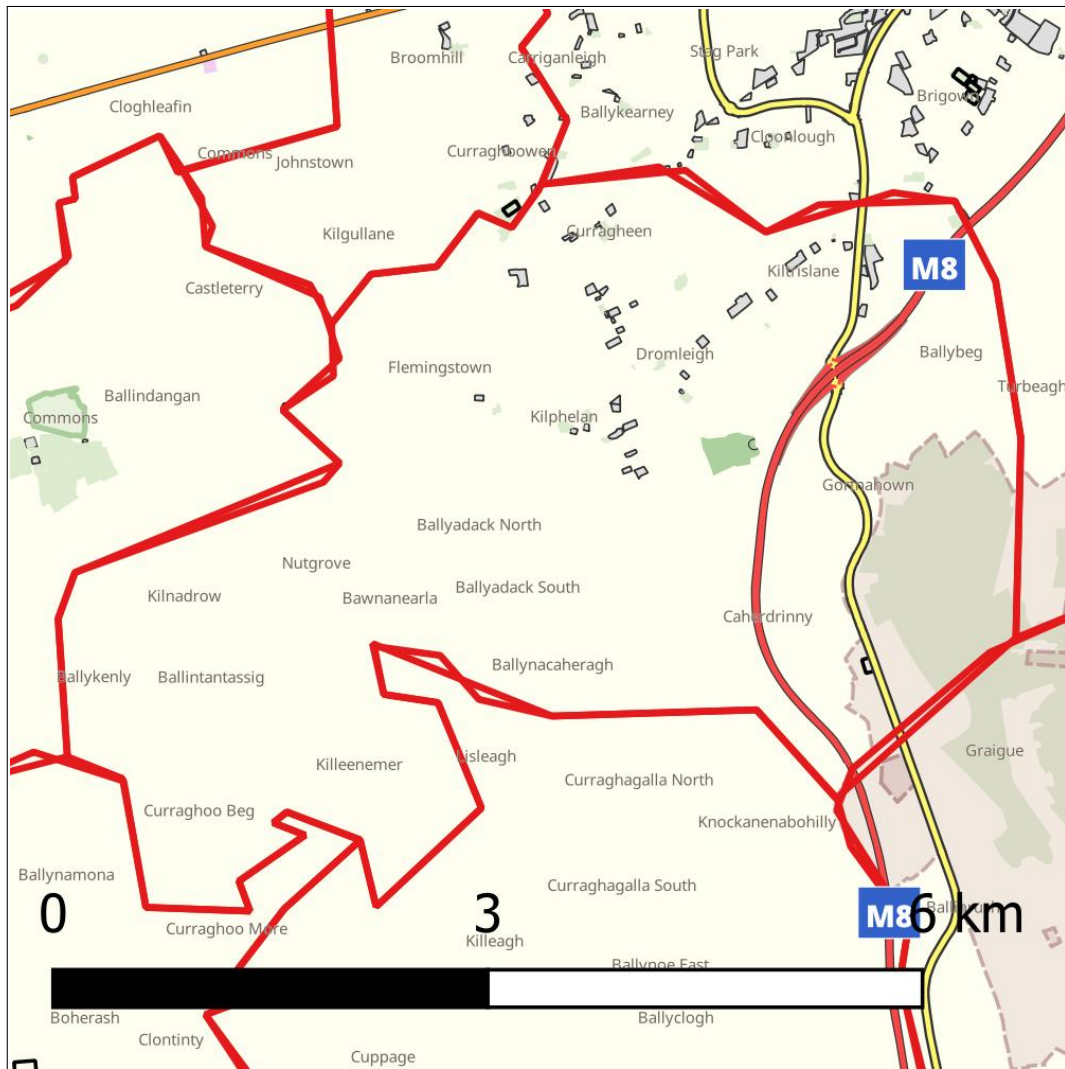 Broomhill
Carriganleigh
Stag Park
Cloghleafin
Ballykearney
Brigown
Commons
Johnstown
Curraghoowen
Cloonlough
Kilgullane
Curragheen
Castleterry
Kiltrislane
M8
Flemingstown
Dromleigh
Ballybeg
Ballindangan
Turbeagh
Commons
Kilphelan
Gortnahown
Ballyadack North
Nutgrove
Kilnadrow
Bawnanearla
Ballyadack South
Caherdrinny
Ballykenly
Ballintantassig
Ballynacaheragh
Killeenemer
Lisleagh
Curraghagalla North
Graigue
Curraghoo Beg
Knockanenabohilly
Ballynamona
Curraghagalla South
0
3
M8
6 km
Curraghoo More
Killeagh
Ballynoe East
Boherash
Clontinty
Ballyclogh
Cuppage